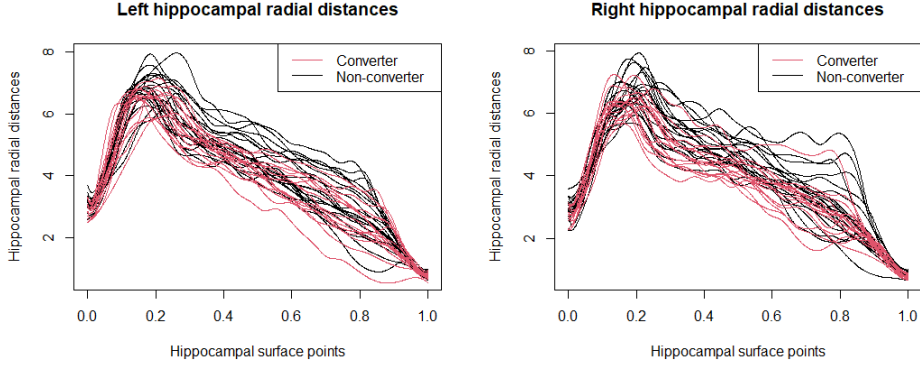 Left hippocampal radial distances
Converter
Non-converter
Hippocampal radial distances
8
6
4
2
0.0 0.2 0.4 0.6 0.8 1.0
Hippocampal surface points
Right hippocampal radial distances
Converter
Non-converter
Hippocampal radial distances
8
6
4
2
0.0 0.2 0.4 0.6 0.8 1.0
Hippocampal surface points